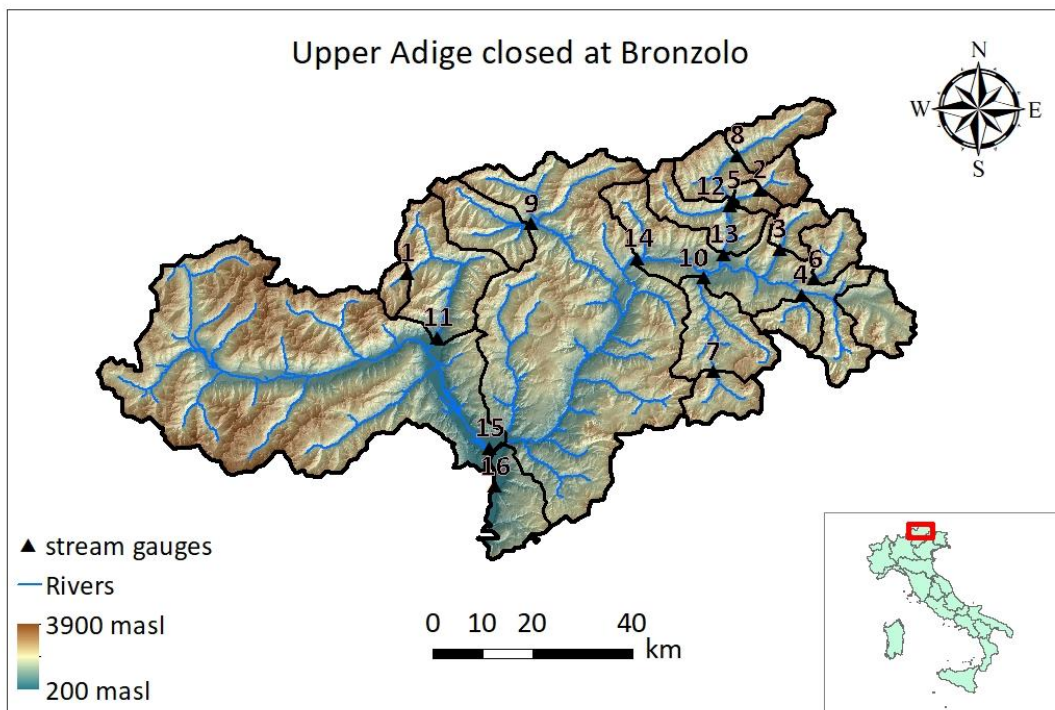 Upper Adige closed at Bronzolo
N
W
E
S
8
2
12
5
9
3
13
14
1
6
10
4
11
7
15
16
stream gauges
Rivers
3900 masl
200 masl
0 10 20 40
km